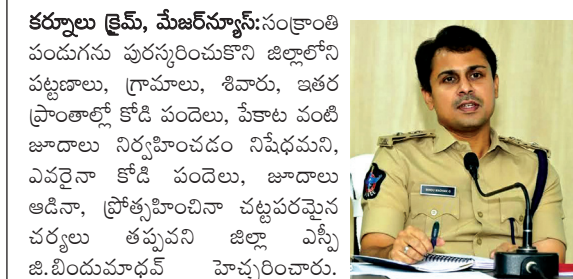 కర్నూలు క్రైమ్, మేజర్‌న్యూస్:సంక్రాంతి
పండుగను పురస్కరించుకొని జిల్లాలోని
పట్టణాలు, గ్రామాలు, శివారు, ఇతర
ప్రాంతాల్లో కోడి పందెలు, పేకాట వంటి
జూదాలు నిర్వహించడం నిషేధమని,
ఎవరైనా కోడి పందెలు, జూదాలు
ఆడినా, ప్రోత్సహించినా చట్టపరమైన
చర్యలు తప్పవని జిల్లా ఎస్పీ
జి.బిందుమాధవ్ హెచ్చరించారు.